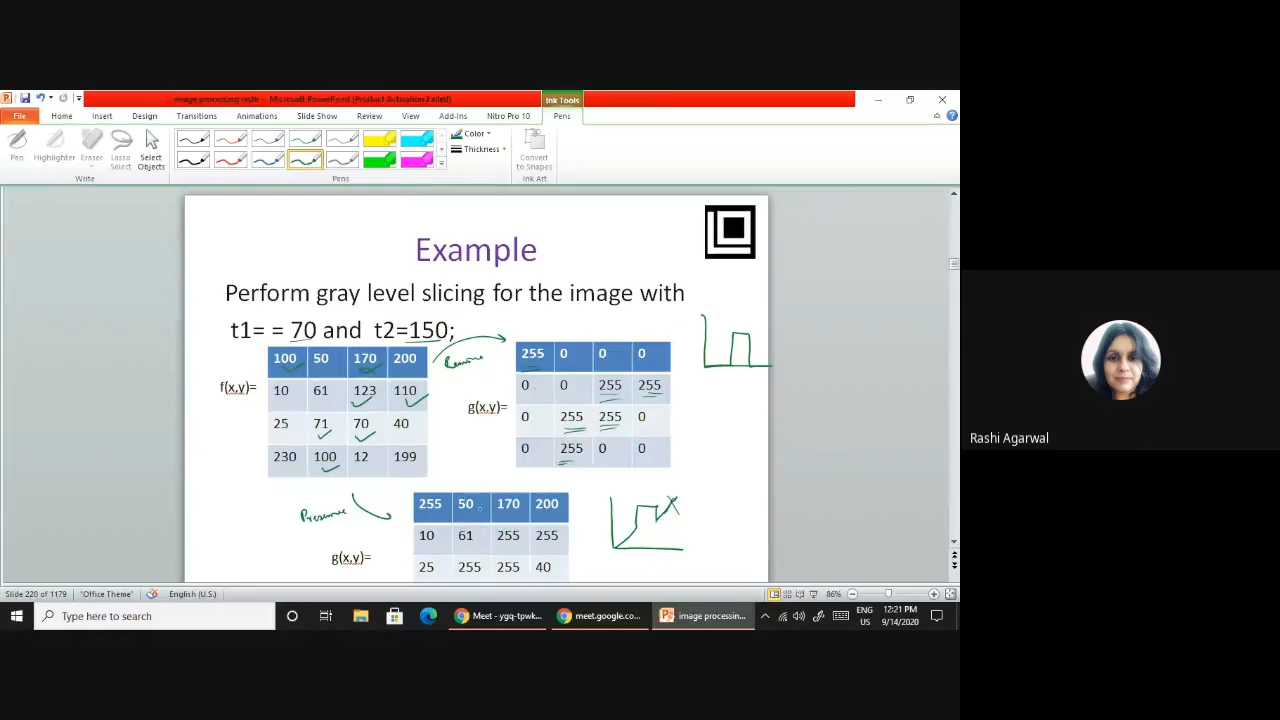 image processing rashi - Microsoft PowerPoint (Product Activation Failed)
Ink Tools
File Home Insert Design Transitions Animations Slide Show Review View Add-Ins Nitro Pro 10 Pens
Pen Highlighter Eraser Lasso Select Select Objects
Color
Thickness
Convert to Shapes
Write Pens Ink Art
Example
Perform gray level slicing for the image with
t1= = 70 and t2=150;
f(x,y)=
100 50 170 200
10 61 123 110
25 71 70 40
230 100 12 199
g(x,y)=
255 0 0 0
0 0 255 255
0 255 255 0
0 255 0 0
Preserve
g(x,y)=
255 50 170 200
10 61 255 255
25 255 255 40
Rashi Agarwal
Slide 220 of 1179 "Office Theme" English (U.S.) 86%
Type here to search
Meet - ygq-tpwk...
meet.google.co...
image processin...
ENG
US
12:21 PM
9/14/2020